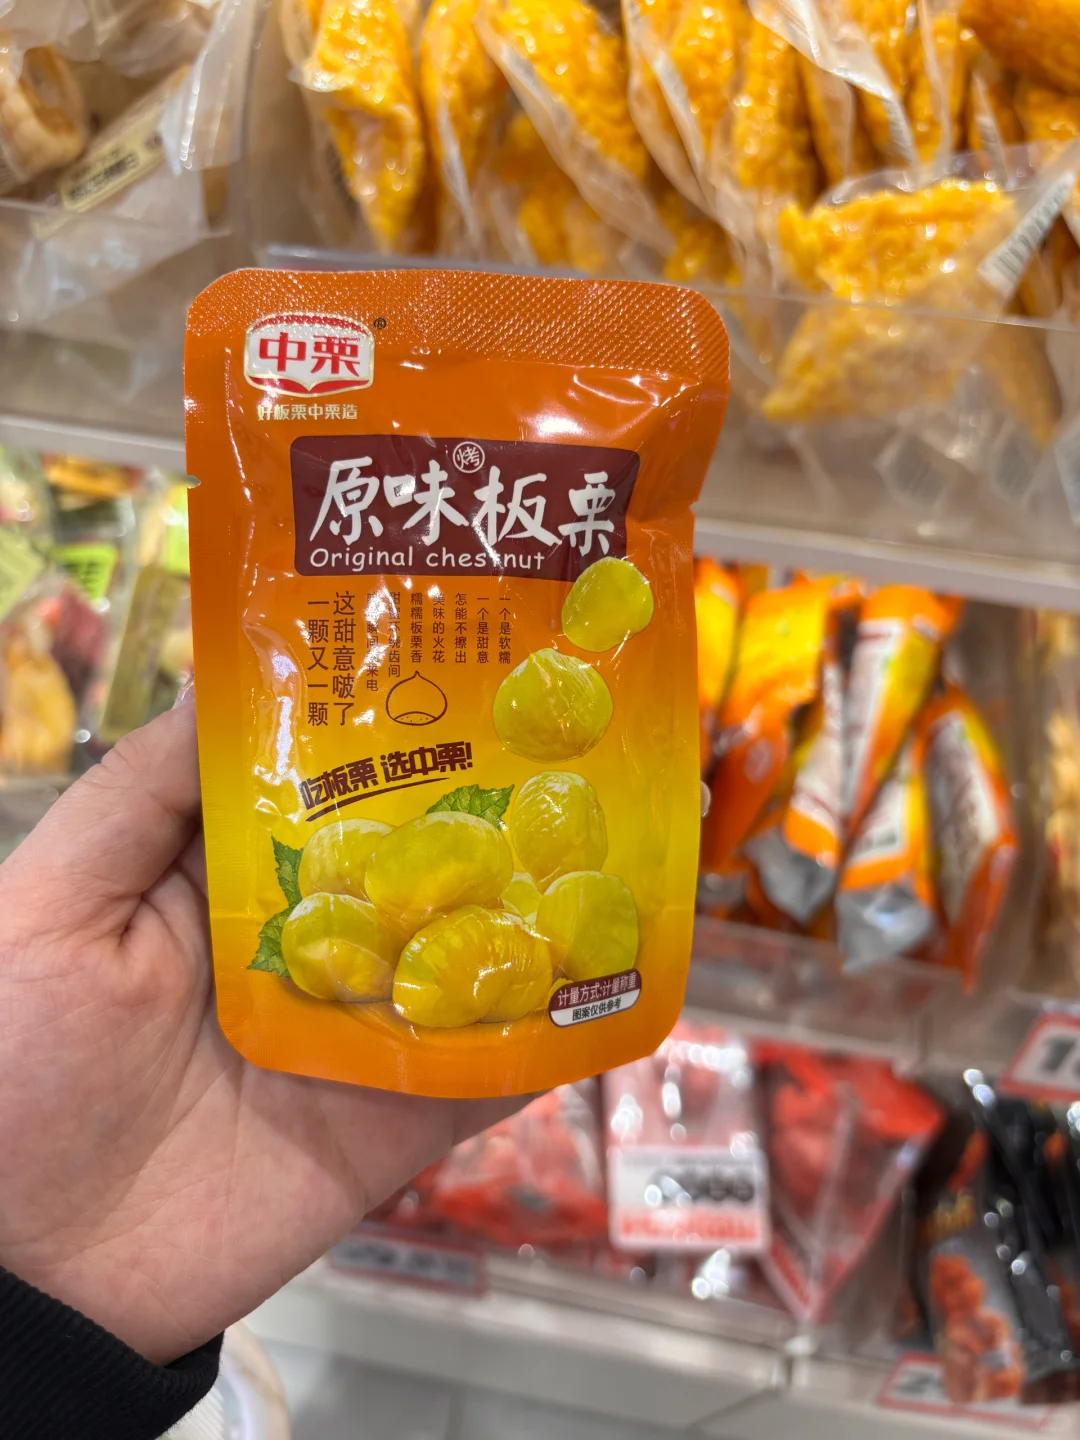 中栗®
好板栗中栗造
烤
原味板栗
Original chestnut
一个是软糯
一个是甜意
怎能不擦出
美味的火花
糯糯板栗香
这甜意啵了
一颗又一颗
吃板栗 选中栗!
计量方式:计量称重
图案仅供参考